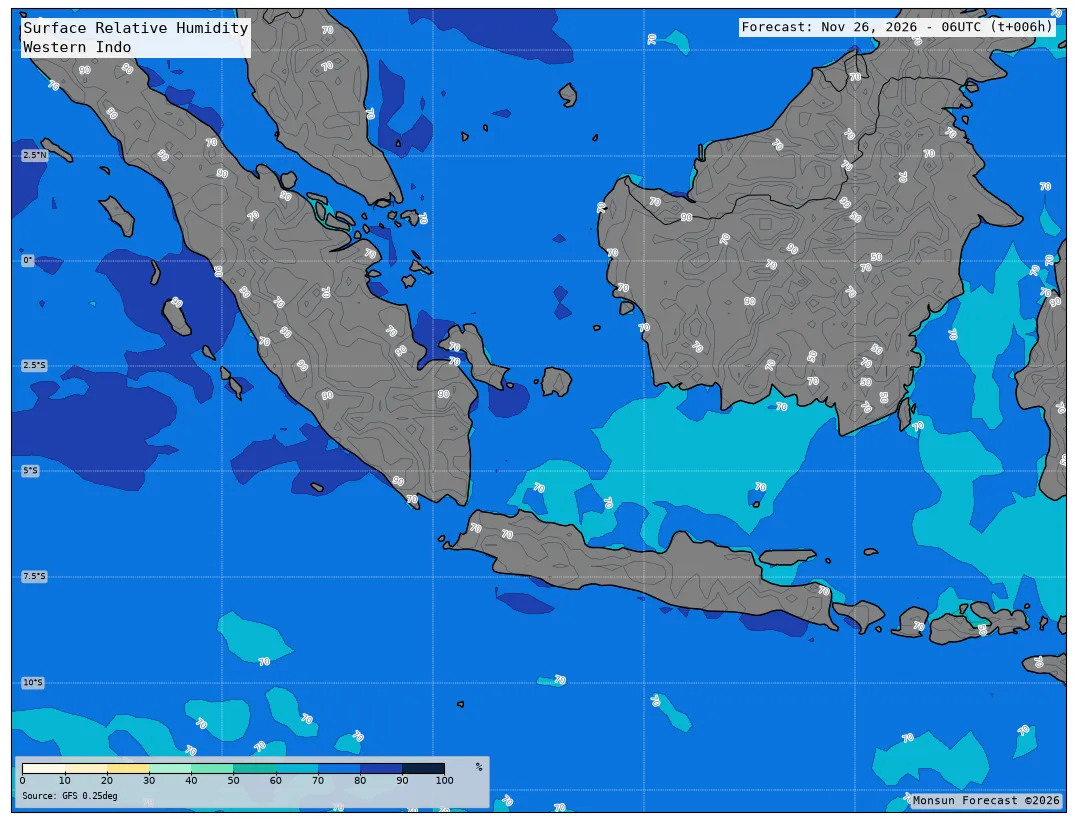 Surface Relative Humidity
Western Indo
Forecast: Nov 26, 2026 - 06UTC (t+006h)
2.5°N
0°
2.5°S
5°S
7.5°S
10°S
0 10 20 30 40 50 60 70 80 90 100 %
Source: GFS 0.25deg
Monsun Forecast ©2026